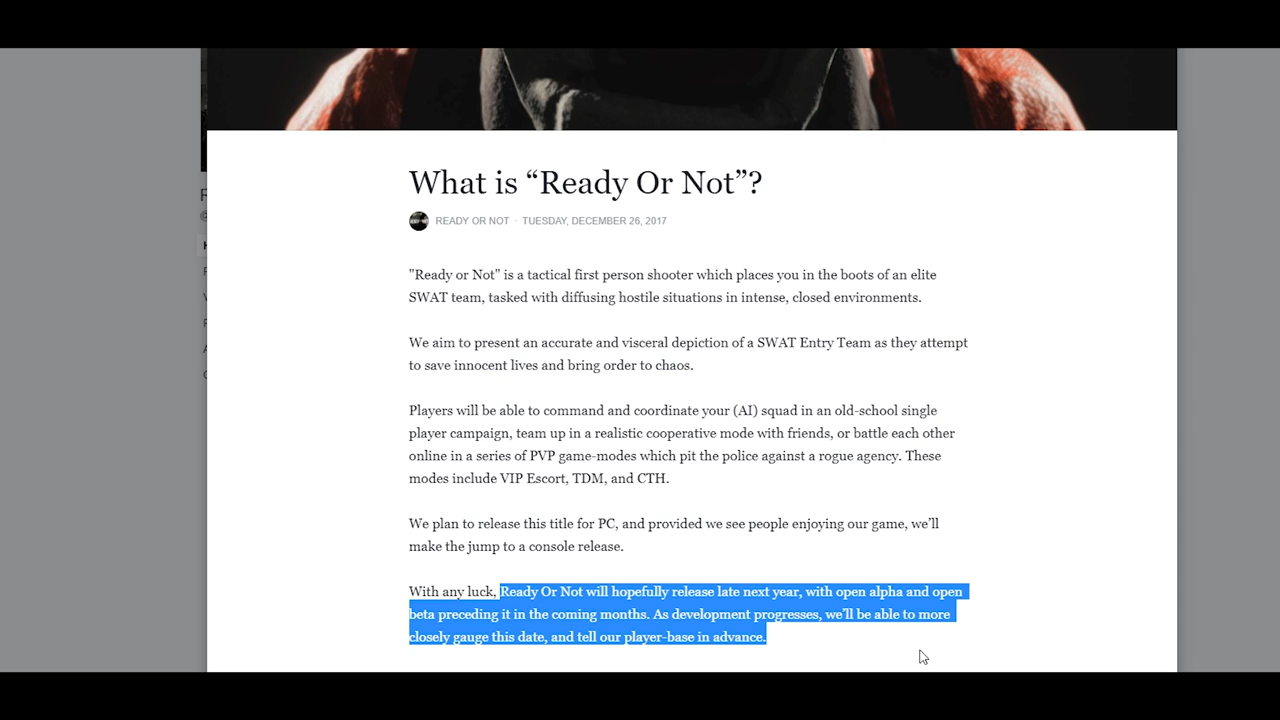 What is “Ready Or Not”?
READY OR NOT · TUESDAY, DECEMBER 26, 2017
"Ready or Not" is a tactical first person shooter which places you in the boots of an elite
SWAT team, tasked with diffusing hostile situations in intense, closed environments.
We aim to present an accurate and visceral depiction of a SWAT Entry Team as they attempt
to save innocent lives and bring order to chaos.
Players will be able to command and coordinate your (AI) squad in an old-school single
player campaign, team up in a realistic cooperative mode with friends, or battle each other
online in a series of PVP game-modes which pit the police against a rogue agency. These
modes include VIP Escort, TDM, and CTH.
We plan to release this title for PC, and provided we see people enjoying our game, we’ll
make the jump to a console release.
With any luck, Ready Or Not will hopefully release late next year, with open alpha and open
beta preceding it in the coming months. As development progresses, we’ll be able to more
closely gauge this date, and tell our player-base in advance.